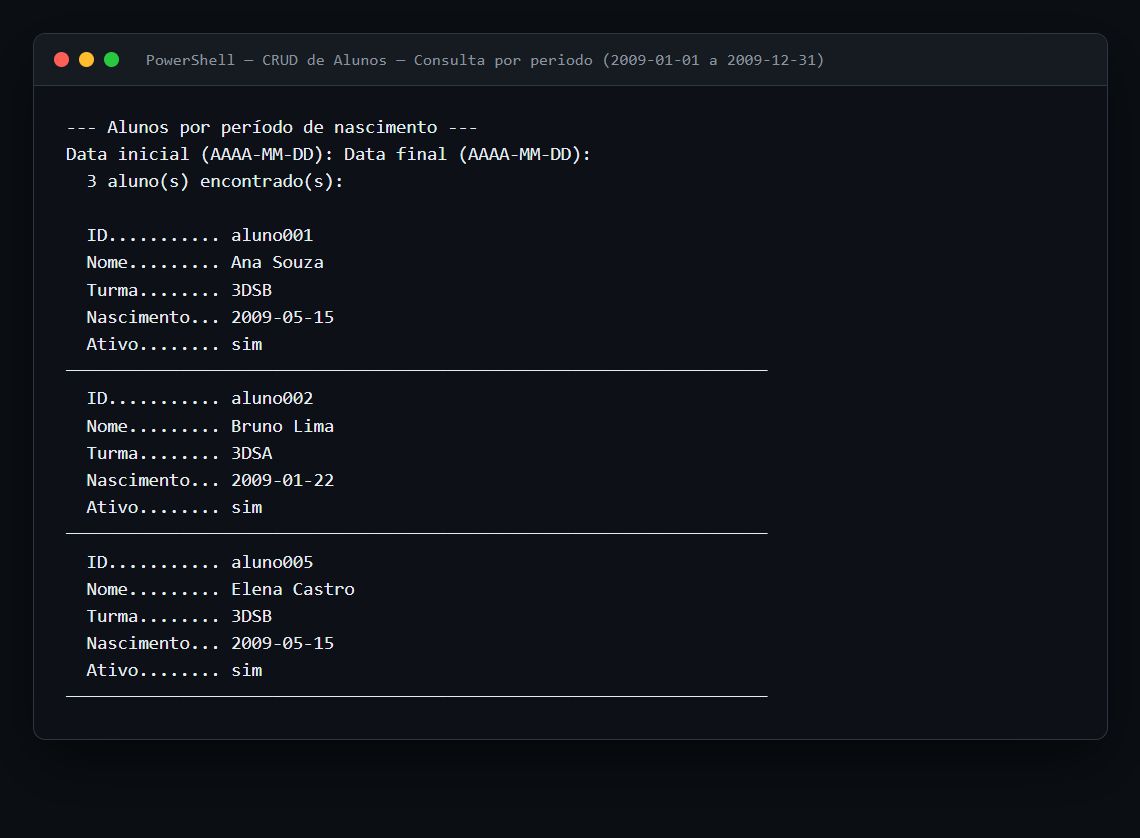 PowerShell — CRUD de Alunos — Consulta por periodo (2009-01-01 a 2009-12-31)
--- Alunos por período de nascimento ---
Data inicial (AAAA-MM-DD): Data final (AAAA-MM-DD):
3 aluno(s) encontrado(s):
ID........... aluno001
Nome......... Ana Souza
Turma........ 3DSB
Nascimento... 2009-05-15
Ativo........ sim
ID........... aluno002
Nome......... Bruno Lima
Turma........ 3DSA
Nascimento... 2009-01-22
Ativo........ sim
ID........... aluno005
Nome......... Elena Castro
Turma........ 3DSB
Nascimento... 2009-05-15
Ativo........ sim